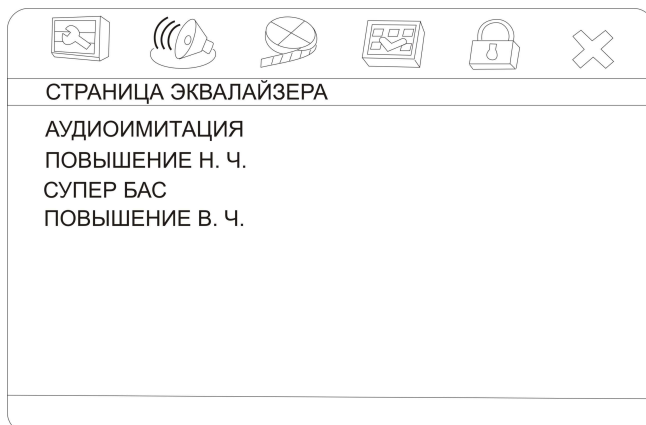 СТРАНИЦА ЭКВАЛАЙЗЕРА
АУДИОИМИТАЦИЯ
ПОВЫШЕНИЕ Н. Ч.
СУПЕР БАС
ПОВЫШЕНИЕ В. Ч.